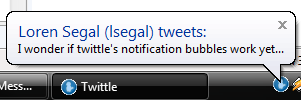 Loren Segal (lsegal) tweets:
I wonder if twittle's notification bubbles work yet...
Mess...
Twittle